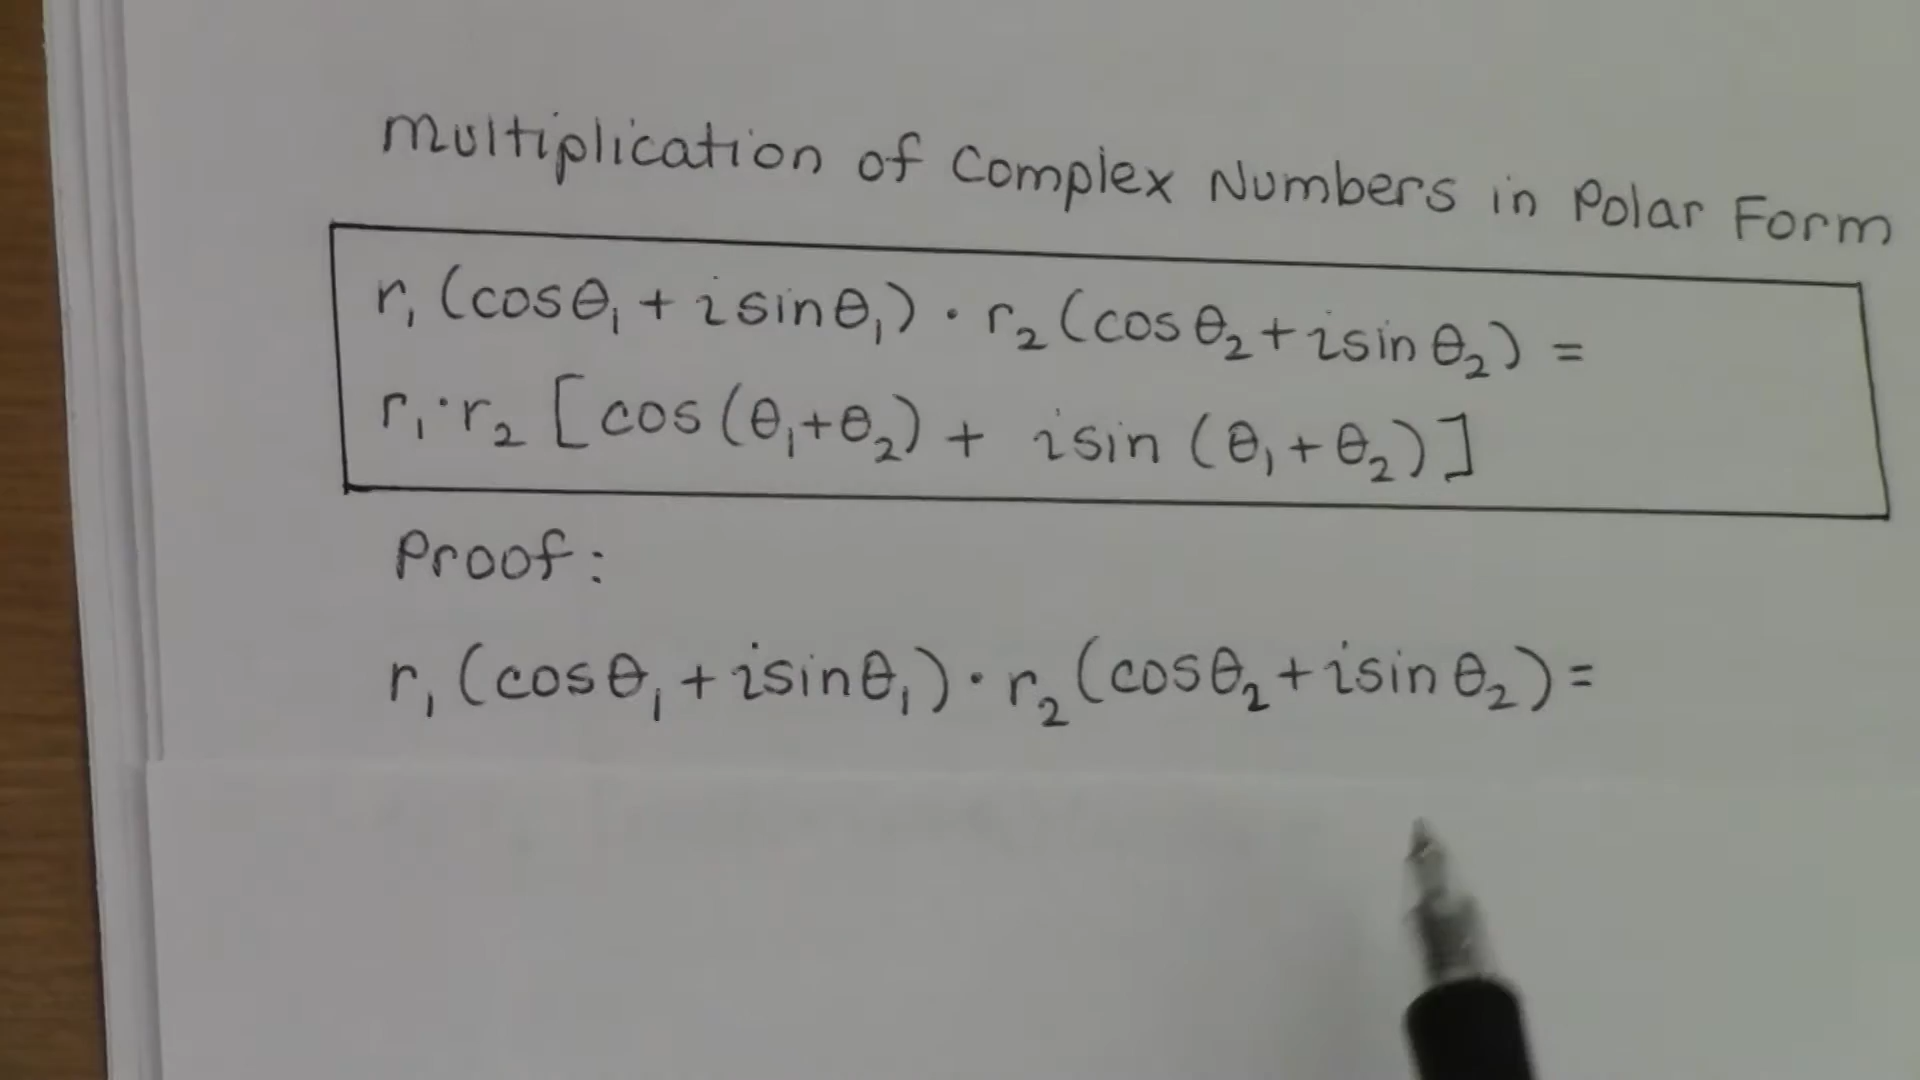 Multiplication of Complex Numbers in Polar Form
r₁(cosθ₁ + isinθ₁) · r₂(cosθ₂ + isinθ₂) =
r₁·r₂ [cos(θ₁+θ₂) + isin(θ₁+θ₂)]
Proof:
r₁(cosθ₁ + isinθ₁) · r₂(cosθ₂ + isinθ₂) =